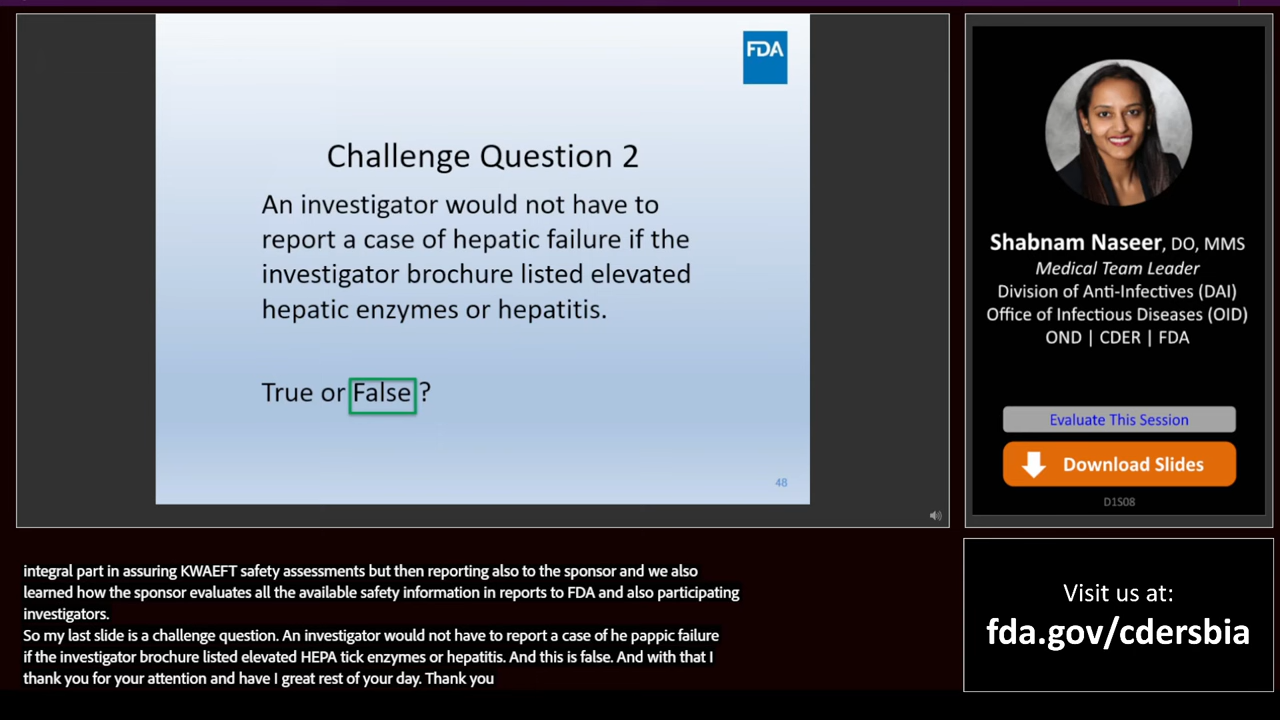 FDA
Challenge Question 2
An investigator would not have to
report a case of hepatic failure if the
investigator brochure listed elevated
hepatic enzymes or hepatitis.
True or False ?
48
Shabnam Naseer, DO, MMS
Medical Team Leader
Division of Anti-Infectives (DAI)
Office of Infectious Diseases (OID)
OND | CDER | FDA
Evaluate This Session
Download Slides
D1S08
integral part in assuring KWAEFT safety assessments but then reporting also to the sponsor and we also
learned how the sponsor evaluates all the available safety information in reports to FDA and also participating
investigators.
So my last slide is a challenge question. An investigator would not have to report a case of he pappic failure
if the investigator brochure listed elevated HEPA tick enzymes or hepatitis. And this is false. And with that I
thank you for your attention and have I great rest of your day. Thank you
Visit us at:
fda.gov/cdersbia